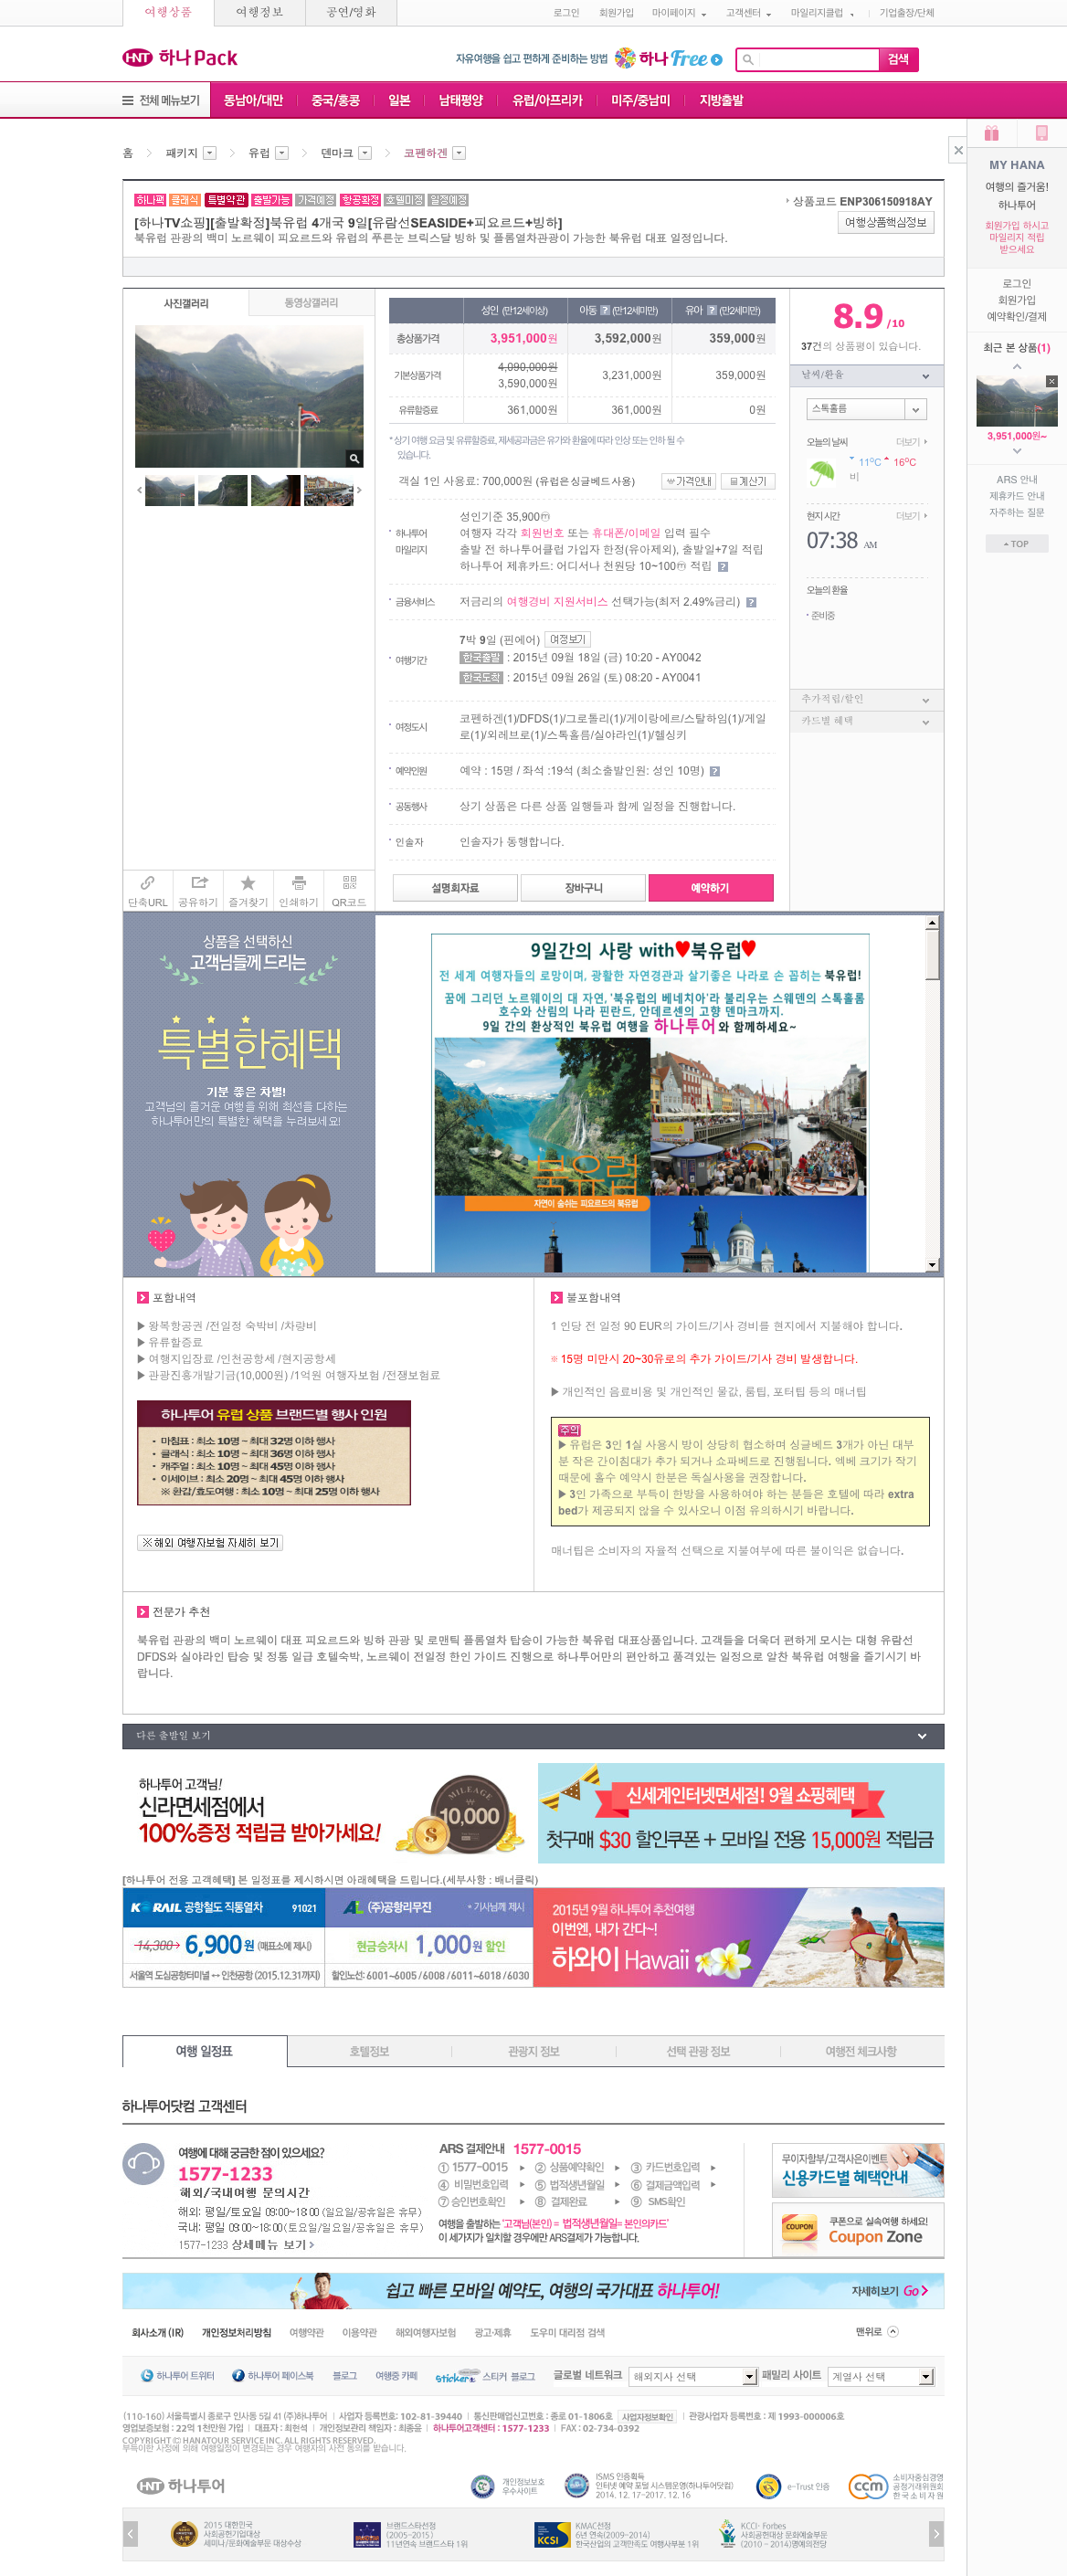 여행상품 여행정보 공연/영화 로그인 회원가입 마이페이지 고객센터 마일리지클럽 기업출장/단체
HNT 하나Pack 자유여행을 쉽고 편하게 준비하는 방법 하나Free 검색
전체 메뉴보기 동남아/대만 중국/홍콩 일본 남태평양 유럽/아프리카 미주/중남미 지방출발
홈 패키지 유럽 덴마크 코펜하겐
하나팩 클래식 특별약관 출발가능 가격예정 항공확정 호텔미정 일정예정
상품코드 ENP306150918AY
[하나TV쇼핑][출발확정]북유럽 4개국 9일[유람선SEASIDE+피요르드+빙하]
여행상품핵심정보
북유럽 관광의 백미 노르웨이 피요르드와 유럽의 푸른눈 브릭스달 빙하 및 플롬열차관광이 가능한 북유럽 대표 일정입니다.
MY HANA
여행의 즐거움!
하나투어
회원가입 하시고
마일리지 적립
받으세요
로그인
회원가입
예약확인/결제
최근 본 상품(1)
3,951,000원~
ARS 안내
제휴카드 안내
자주하는 질문
TOP
사진갤러리 동영상갤러리
성인 (만12세이상) 아동 (만12세미만) 유아 (만2세미만)
총상품가격 3,951,000원 3,592,000원 359,000원
기본상품가격 4,090,000원 3,590,000원 3,231,000원 359,000원
유류할증료 361,000원 361,000원 0원
* 상기 여행 요금 및 유류할증료, 제세공과금은 유가와 환율에 따라 인상 또는 인하 될 수
있습니다.
객실 1인 사용료: 700,000원 (유럽은싱글베드사용) 가격안내 계산기
하나투어
마일리지
성인기준 35,900ⓜ
여행자 각각 회원번호 또는 휴대폰/이메일 입력 필수
출발 전 하나투어클럽 가입자 한정(유아제외), 출발일+7일 적립
하나투어 제휴카드: 어디서나 천원당 10~100ⓜ 적립
금융서비스 저금리의 여행경비 지원서비스 선택가능(최저 2.49%금리)
여행기간 7박 9일 (핀에어) 여정보기
한국출발 : 2015년 09월 18일 (금) 10:20 - AY0042
한국도착 : 2015년 09월 26일 (토) 08:20 - AY0041
여정도시 코펜하겐(1)/DFDS(1)/그로틀리(1)/게이랑에르/스탈하임(1)/게일
로(1)/외레브로(1)/스톡홀름/실야라인(1)/헬싱키
예약인원 예약 : 15명 / 좌석 :19석 (최소출발인원: 성인 10명)
공동행사 상기 상품은 다른 상품 일행들과 함께 일정을 진행합니다.
인솔자 인솔자가 동행합니다.
설명회자료 장바구니 예약하기
8.9 /10
37건의 상품평이 있습니다.
날씨/환율
스톡홀름
오늘의 날씨 더보기
11ºC 16ºC
비
현지 시간 더보기
07:38 AM
오늘의 환율
준비중
추가적립/할인
카드별 혜택
단축URL 공유하기 즐겨찾기 인쇄하기 QR코드
상품을 선택하신
고객님들께 드리는
특별한혜택
기분 좋은 차별!
고객님의 즐거운 여행을 위해 최선을 다하는
하나투어만의 특별한 혜택을 누려보세요!
9일간의 사랑 with♥북유럽♥
전 세계 여행자들의 로망이며, 광활한 자연경관과 살기좋은 나라로 손 꼽히는 북유럽!
꿈에 그리던 노르웨이의 대 자연, '북유럽의 베네치아'라 불리우는 스웨덴의 스톡홀롬
호수와 산림의 나라 핀란드, 안데르센의 고향 덴마크까지.
9일 간의 환상적인 북유럽 여행을 하나투어와 함께하세요~
북유럽
자연이 숨쉬는 피요르드의 북유럽
포함내역
▶ 왕복항공권 /전일정 숙박비 /차량비
▶ 유류할증료
▶ 여행지입장료 /인천공항세 /현지공항세
▶ 관광진흥개발기금(10,000원) /1억원 여행자보험 /전쟁보험료
하나투어 유럽 상품 브랜드별 행사 인원
• 마침표 : 최소 10명 ~ 최대 32명 이하 행사
• 클래식 : 최소 10명 ~ 최대 36명 이하 행사
• 캐주얼 : 최소 10명 ~ 최대 45명 이하 행사
• 이세이브 : 최소 20명 ~ 최대 45명 이하 행사
※ 환갑/효도여행 : 최소 10명 ~ 최대 25명 이하 행사
※ 해외 여행자보험 자세히 보기
불포함내역
1 인당 전 일정 90 EUR의 가이드/기사 경비를 현지에서 지불해야 합니다.
※ 15명 미만시 20~30유로의 추가 가이드/기사 경비 발생합니다.
▶ 개인적인 음료비용 및 개인적인 물값, 룸팁, 포터팁 등의 매너팁
주의
▶ 유럽은 3인 1실 사용시 방이 상당히 협소하며 싱글베드 3개가 아닌 대부
분 작은 간이침대가 추가 되거나 쇼파베드로 진행됩니다. 엑베 크기가 작기
때문에 홀수 예약시 한분은 독실사용을 권장합니다.
▶ 3인 가족으로 부득이 한방을 사용하여야 하는 분들은 호텔에 따라 extra
bed가 제공되지 않을 수 있사오니 이점 유의하시기 바랍니다.
매너팁은 소비자의 자율적 선택으로 지불여부에 따른 불이익은 없습니다.
전문가 추천
북유럽 관광의 백미 노르웨이 대표 피요르드와 빙하 관광 및 로맨틱 플롬열차 탑승이 가능한 북유럽 대표상품입니다. 고객들을 더욱더 편하게 모시는 대형 유람선
DFDS와 실야라인 탑승 및 정통 일급 호텔숙박, 노르웨이 전일정 한인 가이드 진행으로 하나투어만의 편안하고 품격있는 일정으로 알찬 북유럽 여행을 즐기시기 바
랍니다.
다른 출발일 보기
하나투어 고객님!
신라면세점에서
100%증정 적립금 받아가세요!
MILEAGE 10,000
신세계인터넷면세점! 9월 쇼핑혜택
첫구매 $30 할인쿠폰 + 모바일 전용 15,000원 적립금
[하나투어 전용 고객혜택] 본 일정표를 제시하시면 아래혜택을 드립니다.(세부사항 : 배너클릭)
KORAIL 공항철도 직통열차 91021
14,300→ 6,900원 (매표소에 제시)
서울역 도심공항터미널 ↔ 인천공항 (2015.12.31까지)
AL (주)공항리무진 * 기사님께 제시
현금승차시 1,000원 할인
할인노선: 6001~6005 / 6008 / 6011~6018 / 6030
2015년 9월 하나투어 추천여행
이번엔, 내가 간다~!
하와이 Hawaii
여행 일정표 호텔정보 관광지 정보 선택 관광 정보 여행전 체크사항
하나투어닷컴 고객센터
여행에 대해 궁금한 점이 있으세요?
1577-1233
해외/국내여행 문의시간
해외: 평일/토요일 09:00~18:00 (일요일/공휴일은 휴무)
국내: 평일 09:00~18:00(토요일/일요일/공휴일은 휴무)
1577-1233 상세메뉴 보기 >
ARS 결제안내 1577-0015
① 1577-0015 ▶ ② 상품예약확인 ▶ ③ 카드번호입력 ▶
④ 비밀번호입력 ▶ ⑤ 법적생년월일 ▶ ⑥ 결제금액입력 ▶
⑦ 승인번호확인 ▶ ⑧ 결제완료 ▶ ⑨ SMS확인
여행을 출발하는 '고객님(본인) = 법적생년월일= 본인의카드'
이 세가지가 일치할 경우에만 ARS결제가 가능합니다.
무이자할부/고객사은이벤트
신용카드별 혜택안내
COUPON 쿠폰으로 실속여행 하세요!
Coupon Zone
쉽고 빠른 모바일 예약도, 여행의 국가대표 하나투어! 자세히보기 Go
회사소개 (IR) 개인정보처리방침 여행약관 이용약관 해외여행자보험 광고·제휴 도우미 대리점 검색 맨위로
하나투어 트위터 하나투어 페이스북 블로그 여행중 카페 sticker 스티커 블로그 글로벌 네트워크 해외지사 선택 패밀리 사이트 계열사 선택
(110-160) 서울특별시 종로구 인사동 5길 41 (주)하나투어 | 사업자 등록번호: 102-81-39440 | 통신판매업신고번호 : 종로 01-1806호 사업자정보확인 | 관광사업자 등록번호 : 제 1993-000006호
영업보증보험 : 22억 1천만원 가입 | 대표자 : 최현석 | 개인정보관리 책임자 : 최종윤 | 하나투어고객센터 : 1577-1233 | FAX : 02-734-0392
COPYRIGHT ⓒ HANATOUR SERVICE INC. ALL RIGHTS RESERVED.
부득이한 사정에 의해 여행일정이 변경되는 경우 여행자의 사전 동의를 받습니다.
HNT 하나투어
개인정보보호
우수사이트
ISMS 인증획득
인터넷 예약 포털 시스템운영(하나투어닷컴)
2014. 12. 17~2017. 12. 16
e-Trust 인증
ccm 소비자중심경영
공정거래위원회
한국소비자원
2015 대한민국
사회공헌기업대상
세미나/문화예술부문 대상수상
브랜드스타선정
(2005~2015)
11년연속 브랜드스타 1위
KCSI KMAC선정
6년 연속(2009~2014)
한국산업의 고객만족도 여행사부분 1위
KCCI- Forbes
사회공헌대상 문화예술부문
(2010 ~ 2014)명예의전당